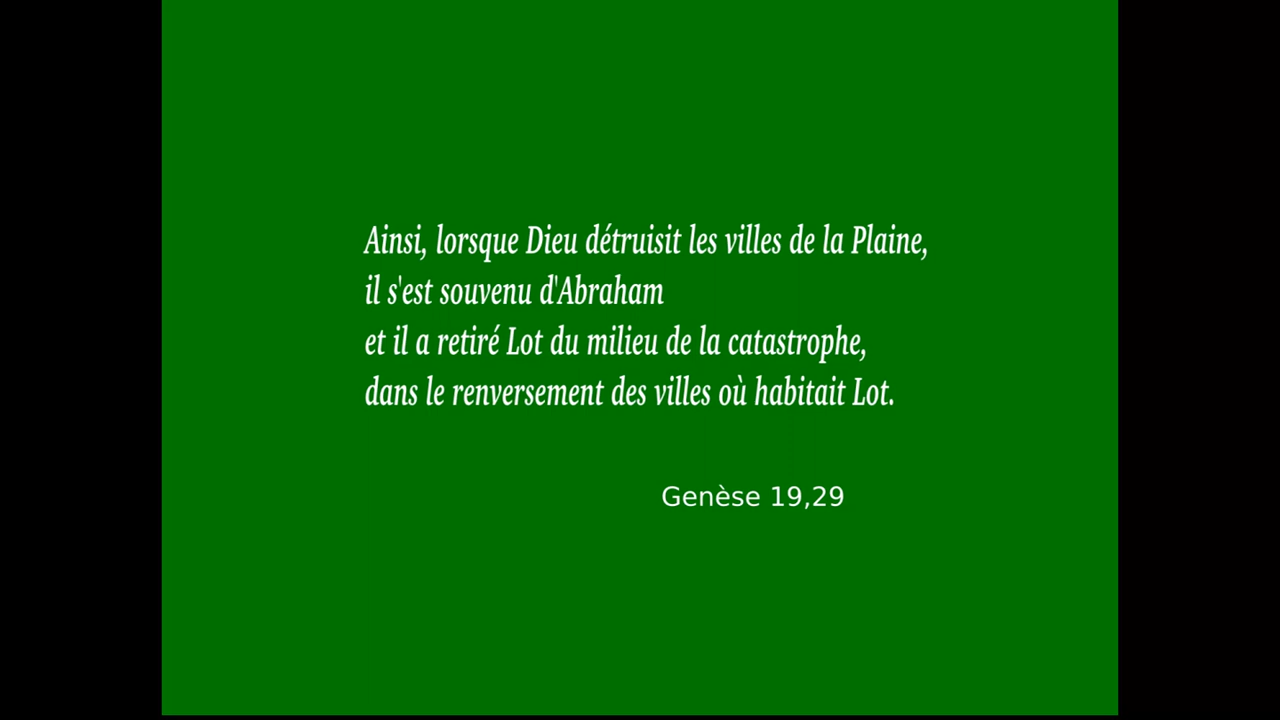 Ainsi, lorsque Dieu détruisit les villes de la Plaine,
il s'est souvenu d'Abraham
et il a retiré Lot du milieu de la catastrophe,
dans le renversement des villes où habitait Lot.
Genèse 19,29